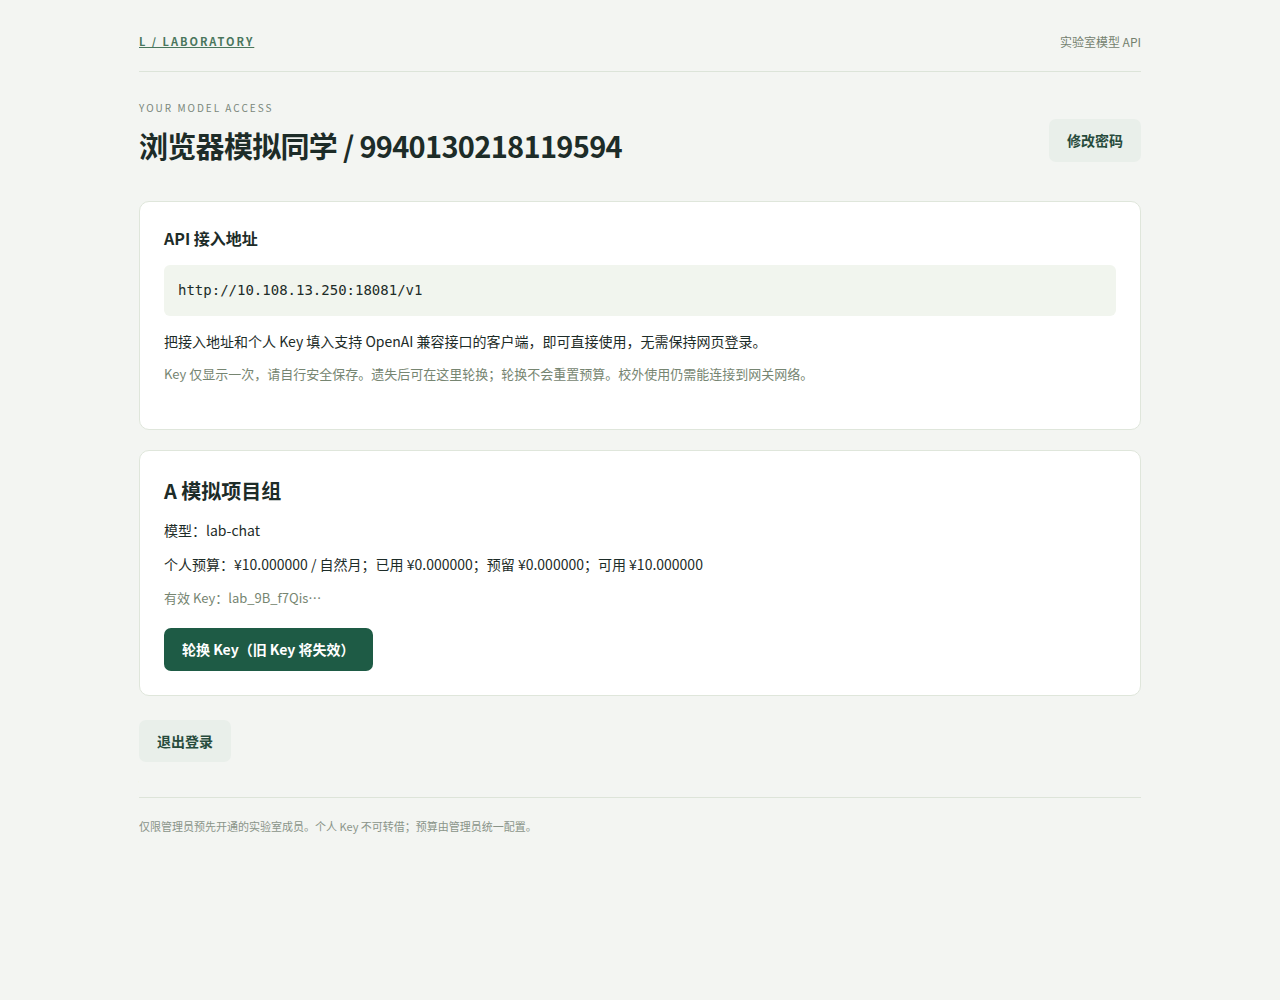 L / LABORATORY
实验室模型 API
YOUR MODEL ACCESS
浏览器模拟同学 / 9940130218119594
修改密码
API 接入地址
http://10.108.13.250:18081/v1
把接入地址和个人 Key 填入支持 OpenAI 兼容接口的客户端，即可直接使用，无需保持网页登录。
Key 仅显示一次，请自行安全保存。遗失后可在这里轮换；轮换不会重置预算。校外使用仍需能连接到网关网络。
A 模拟项目组
模型：lab-chat
个人预算：¥10.000000 / 自然月；已用 ¥0.000000；预留 ¥0.000000；可用 ¥10.000000
有效 Key：lab_9B_f7Qis…
轮换 Key（旧 Key 将失效）
退出登录
仅限管理员预先开通的实验室成员。个人 Key 不可转借；预算由管理员统一配置。